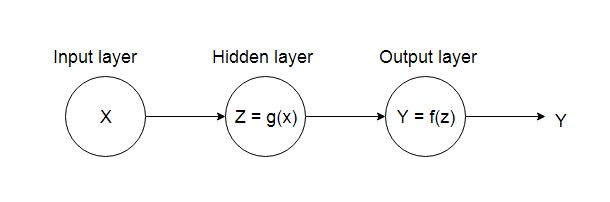 Input layer
Hidden layer
Output layer
X
Z = g(x)
Y = f(z)
Y